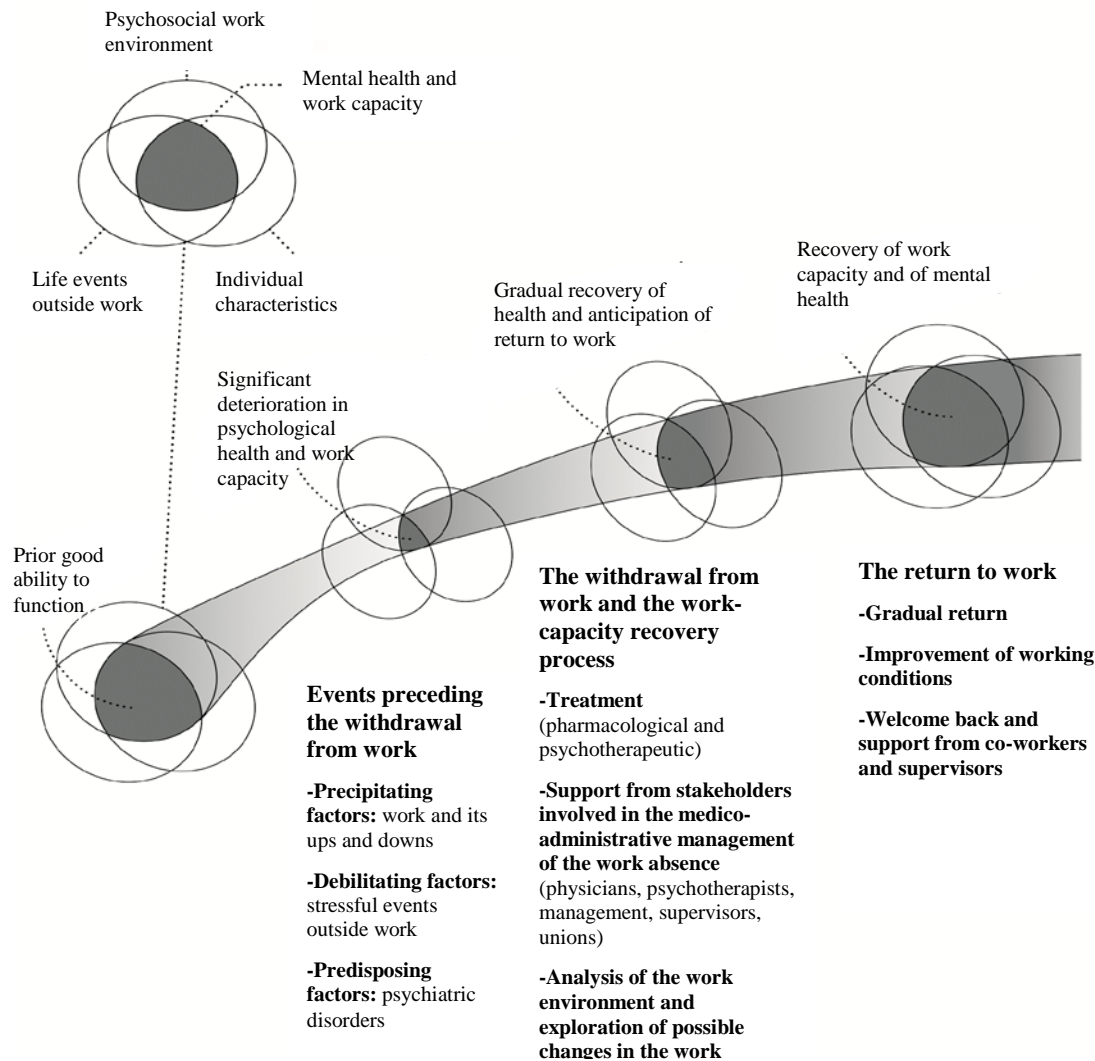 Psychosocial work
environment
Mental health and
work capacity
Life events
outside work
Individual
characteristics
Recovery of work
capacity and of mental
health
Gradual recovery of
health and anticipation of
return to work
Significant
deterioration in
psychological
health and work
capacity
Prior good
ability to
function
Events preceding
the withdrawal
from work
-Precipitating
factors: work and its
ups and downs
-Debilitating factors:
stressful events
outside work
-Predisposing
factors: psychiatric
disorders
The withdrawal from
work and the work-
capacity recovery
process
-Treatment
(pharmacological and
psychotherapeutic)
-Support from stakeholders
involved in the medico-
administrative management
of the work absence
(physicians, psychotherapists,
management, supervisors,
unions)
-Analysis of the work
environment and
exploration of possible
changes in the work
The return to work
-Gradual return
-Improvement of working
conditions
-Welcome back and
support from co-workers
and supervisors